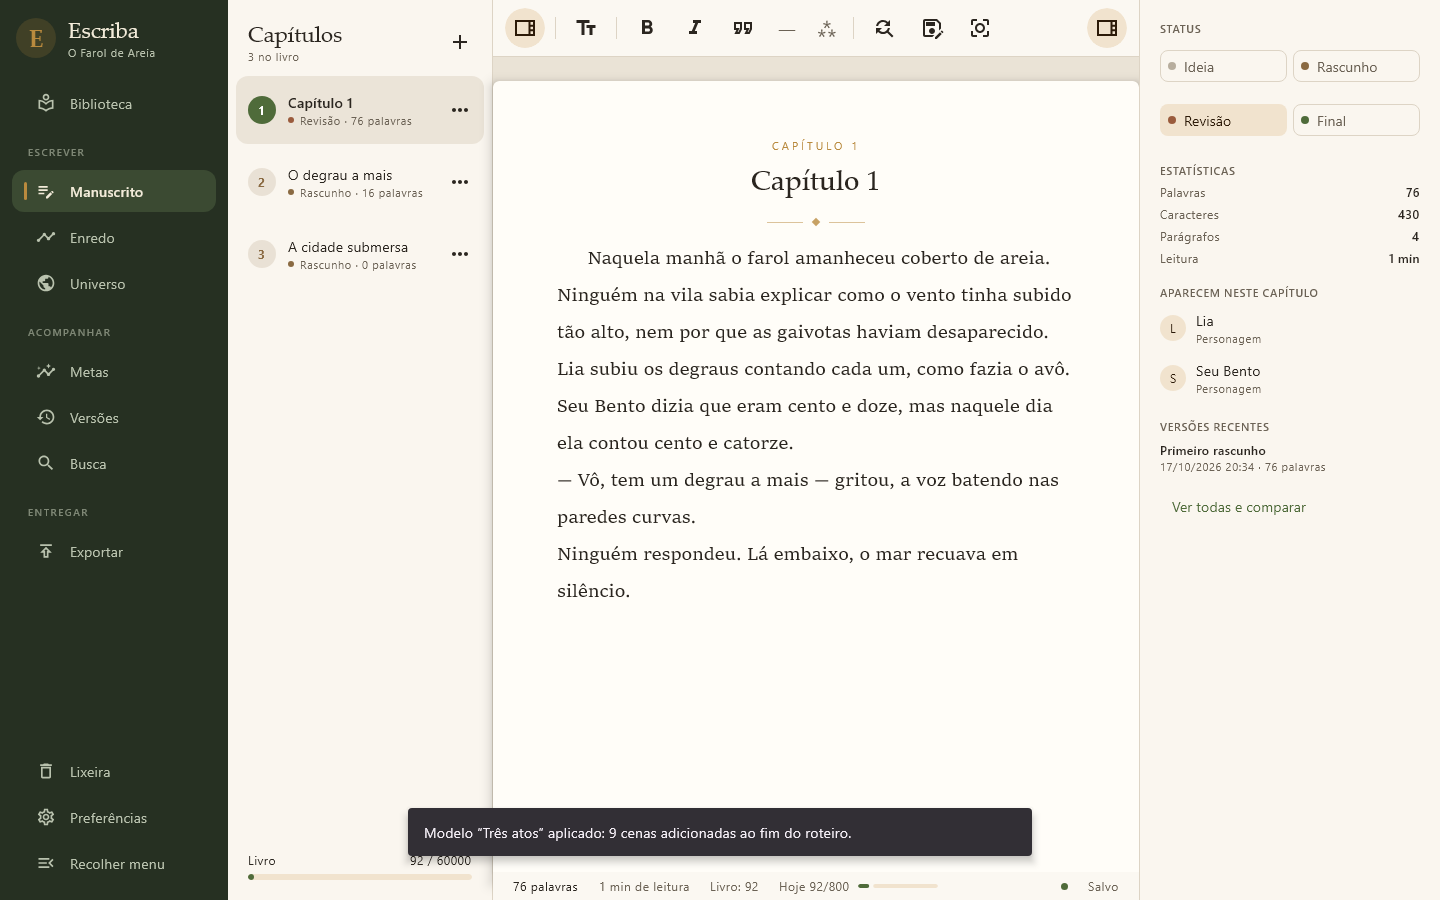 E
Escriba
O Farol de Areia
Biblioteca
ESCREVER
Manuscrito
Enredo
Universo
ACOMPANHAR
Metas
Versões
Busca
ENTREGAR
Exportar
Lixeira
Preferências
Recolher menu
Capítulos
3 no livro
1
Capítulo 1
Revisão · 76 palavras
2
O degrau a mais
Rascunho · 16 palavras
3
A cidade submersa
Rascunho · 0 palavras
Livro 92 / 60000
CAPÍTULO 1
Capítulo 1
Naquela manhã o farol amanheceu coberto de areia.
Ninguém na vila sabia explicar como o vento tinha subido
tão alto, nem por que as gaivotas haviam desaparecido.
Lia subiu os degraus contando cada um, como fazia o avô.
Seu Bento dizia que eram cento e doze, mas naquele dia
ela contou cento e catorze.
— Vô, tem um degrau a mais — gritou, a voz batendo nas
paredes curvas.
Ninguém respondeu. Lá embaixo, o mar recuava em
silêncio.
Modelo “Três atos” aplicado: 9 cenas adicionadas ao fim do roteiro.
76 palavras 1 min de leitura Livro: 92 Hoje 92/800 Salvo
STATUS
Ideia Rascunho
Revisão Final
ESTATÍSTICAS
Palavras 76
Caracteres 430
Parágrafos 4
Leitura 1 min
APARECEM NESTE CAPÍTULO
L
Lia
Personagem
S
Seu Bento
Personagem
VERSÕES RECENTES
Primeiro rascunho
17/10/2026 20:34 · 76 palavras
Ver todas e comparar